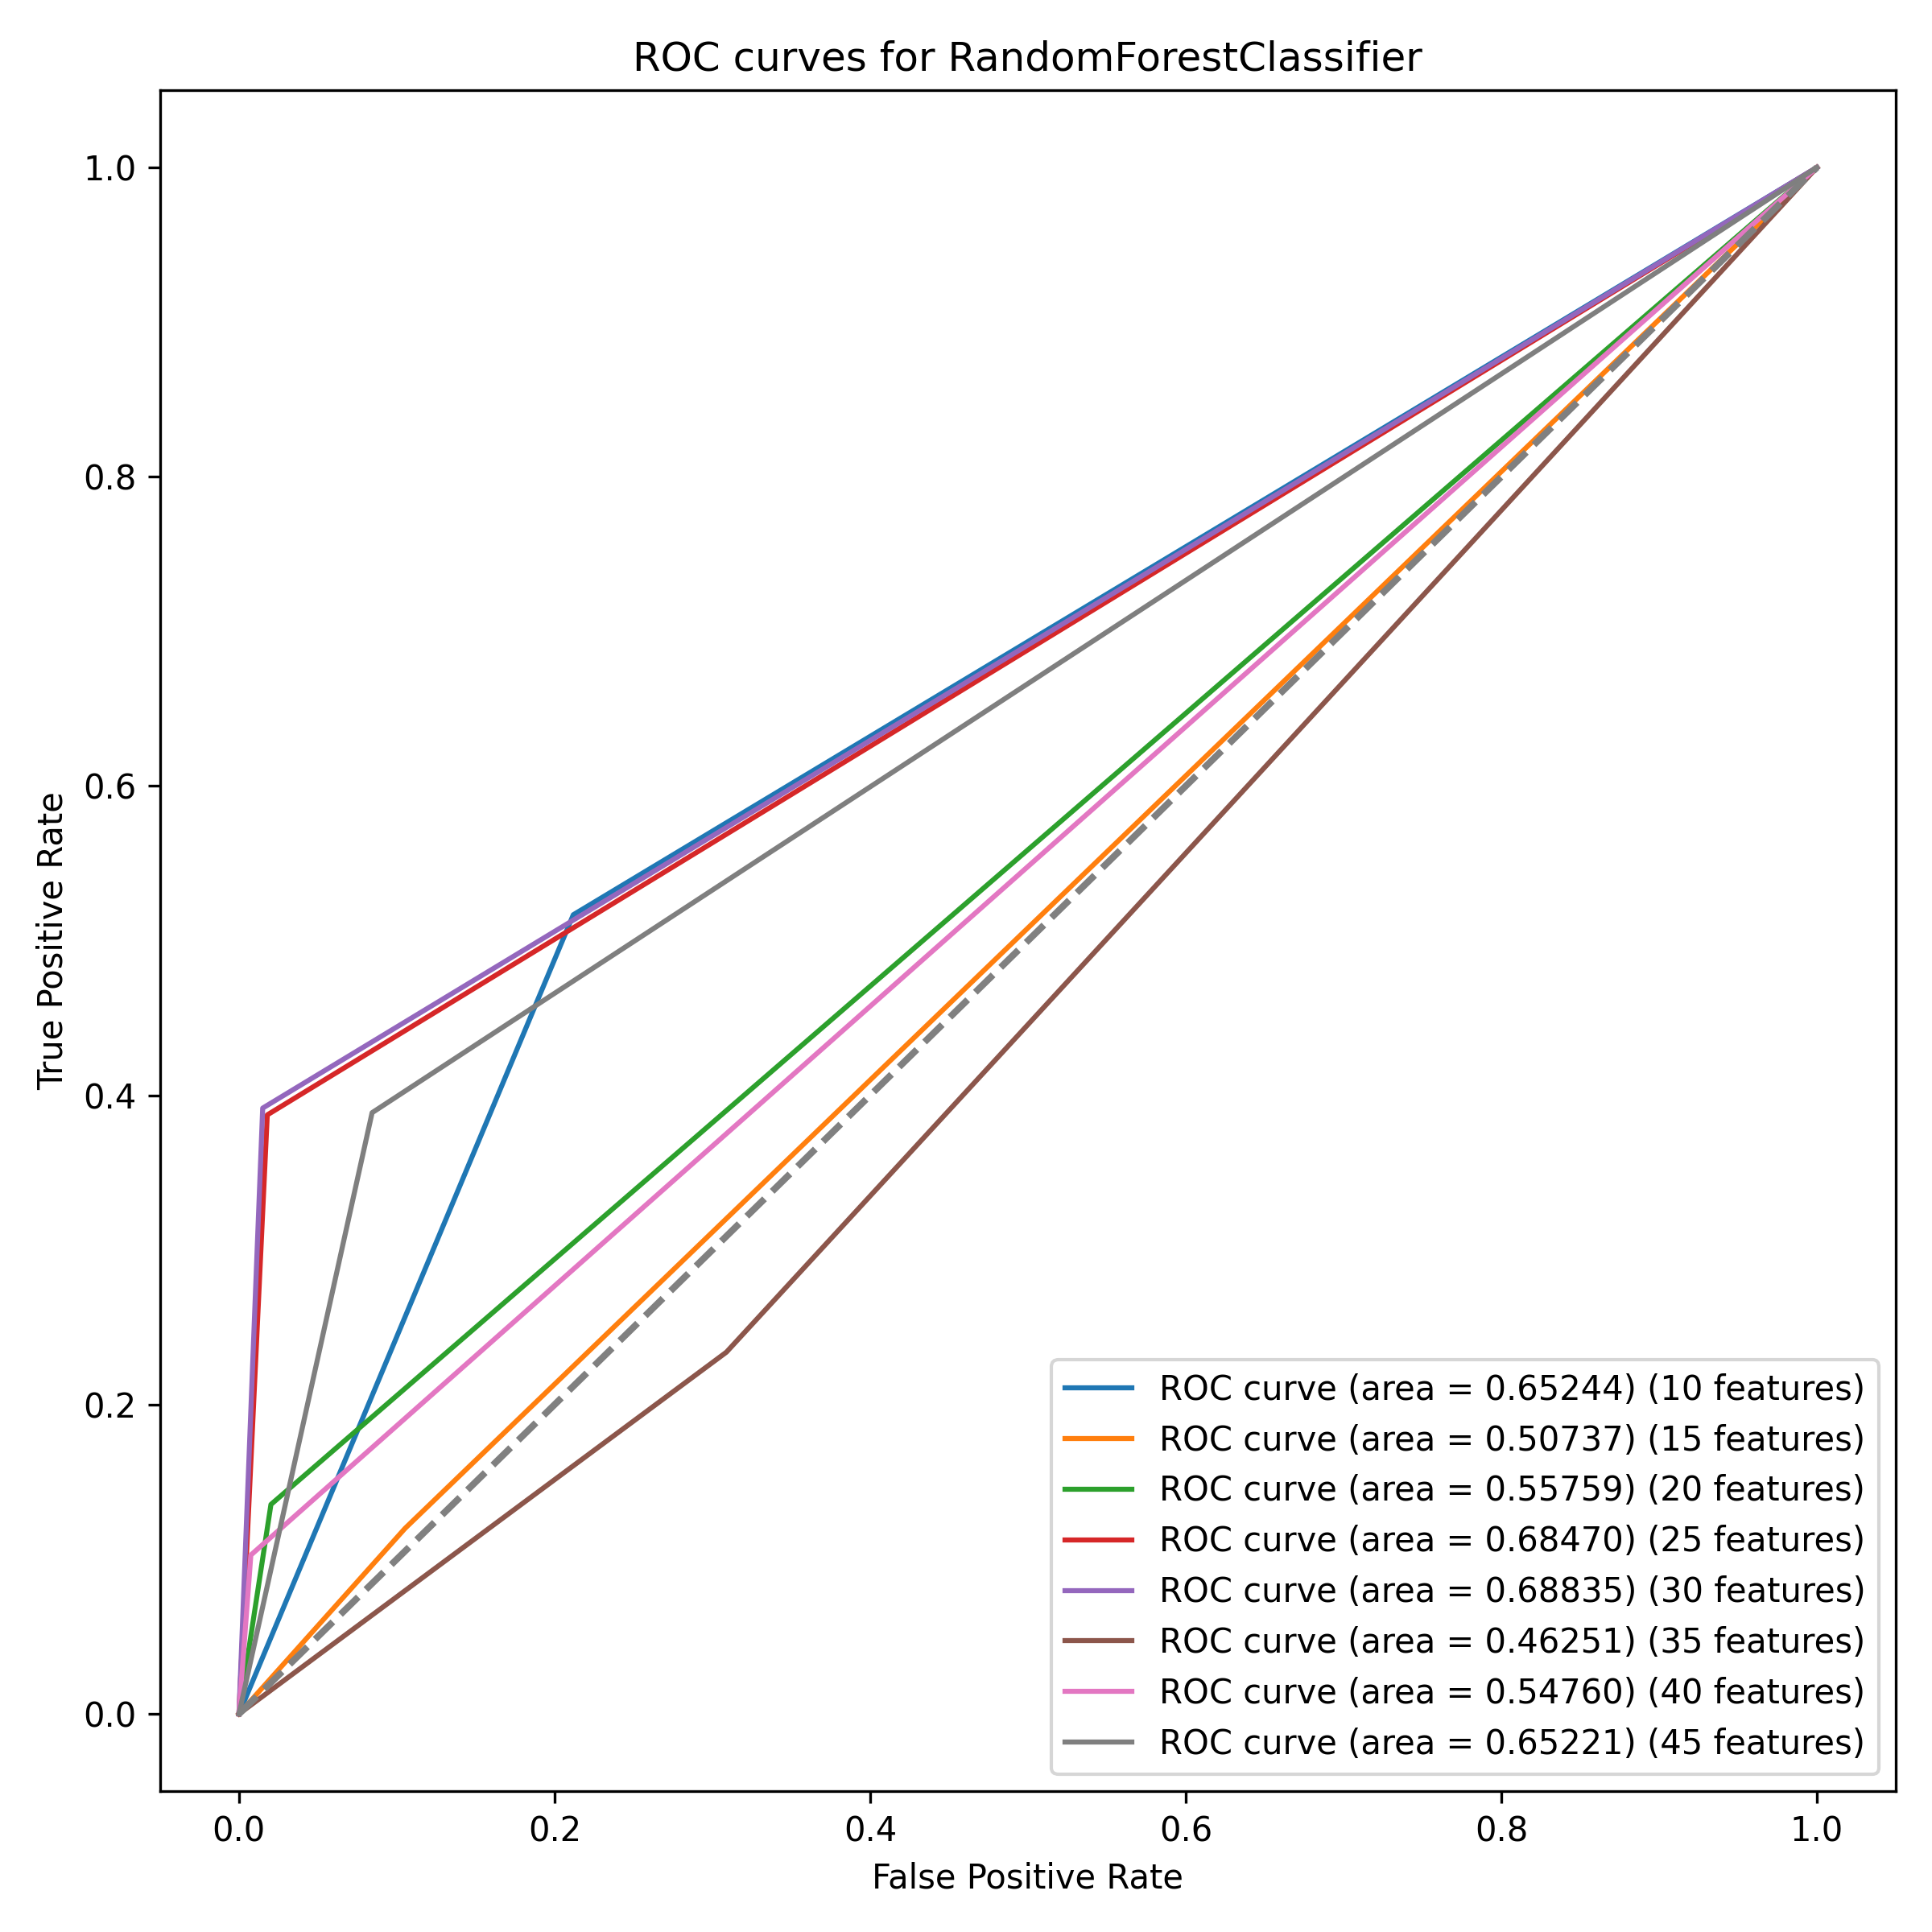 ROC curves for RandomForestClassifier
True Positive Rate
1.0
0.8
0.6
0.4
0.2
0.0
ROC curve (area = 0.65244) (10 features)
ROC curve (area = 0.50737) (15 features)
ROC curve (area = 0.55759) (20 features)
ROC curve (area = 0.68470) (25 features)
ROC curve (area = 0.68835) (30 features)
ROC curve (area = 0.46251) (35 features)
ROC curve (area = 0.54760) (40 features)
ROC curve (area = 0.65221) (45 features)
0.0 0.2 0.4 0.6 0.8 1.0
False Positive Rate